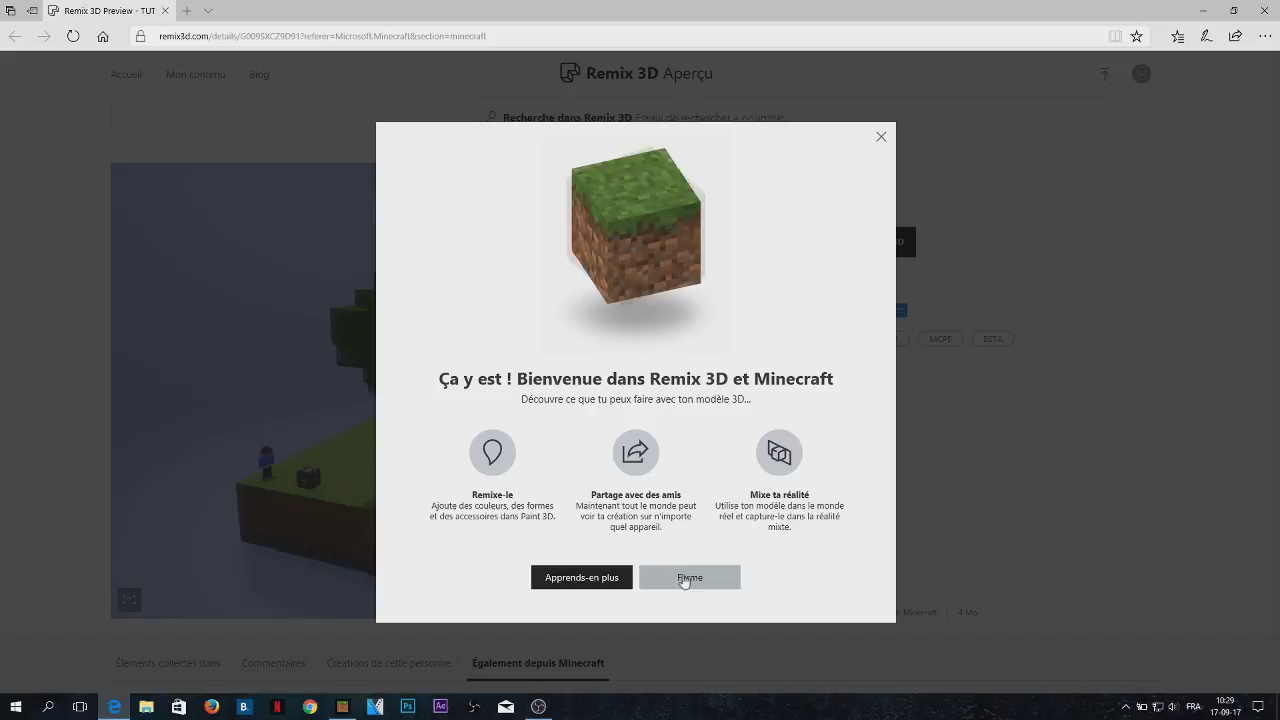 Remix 3D Preview - TUT
remix3d.com/details/G009SXCZ9D91?referer=Microsoft.Minecraft&section=minecraft
Accueil
Mon contenu
Blog
Remix 3D Aperçu
Recherche dans Remix 3D
Ça y est ! Bienvenue dans Remix 3D et Minecraft
Découvre ce que tu peux faire avec ton modèle 3D...
Remixe-le
Ajoute des couleurs, des formes
et des accessoires dans Paint 3D.
Partage avec des amis
Maintenant tout le monde peut
voir ta création sur n'importe
quel appareil.
Mixe ta réalité
Utilise ton modèle dans le monde
réel et capture-le dans la réalité
mixte.
Apprends-en plus
MCPE
BETA
Minecraft
4 Mo
Éléments collectés dans
Commentaires
Créations de cette personne
Également depuis Minecraft
B.
N
Ps
Ae
FRA
10:29
17-09-17